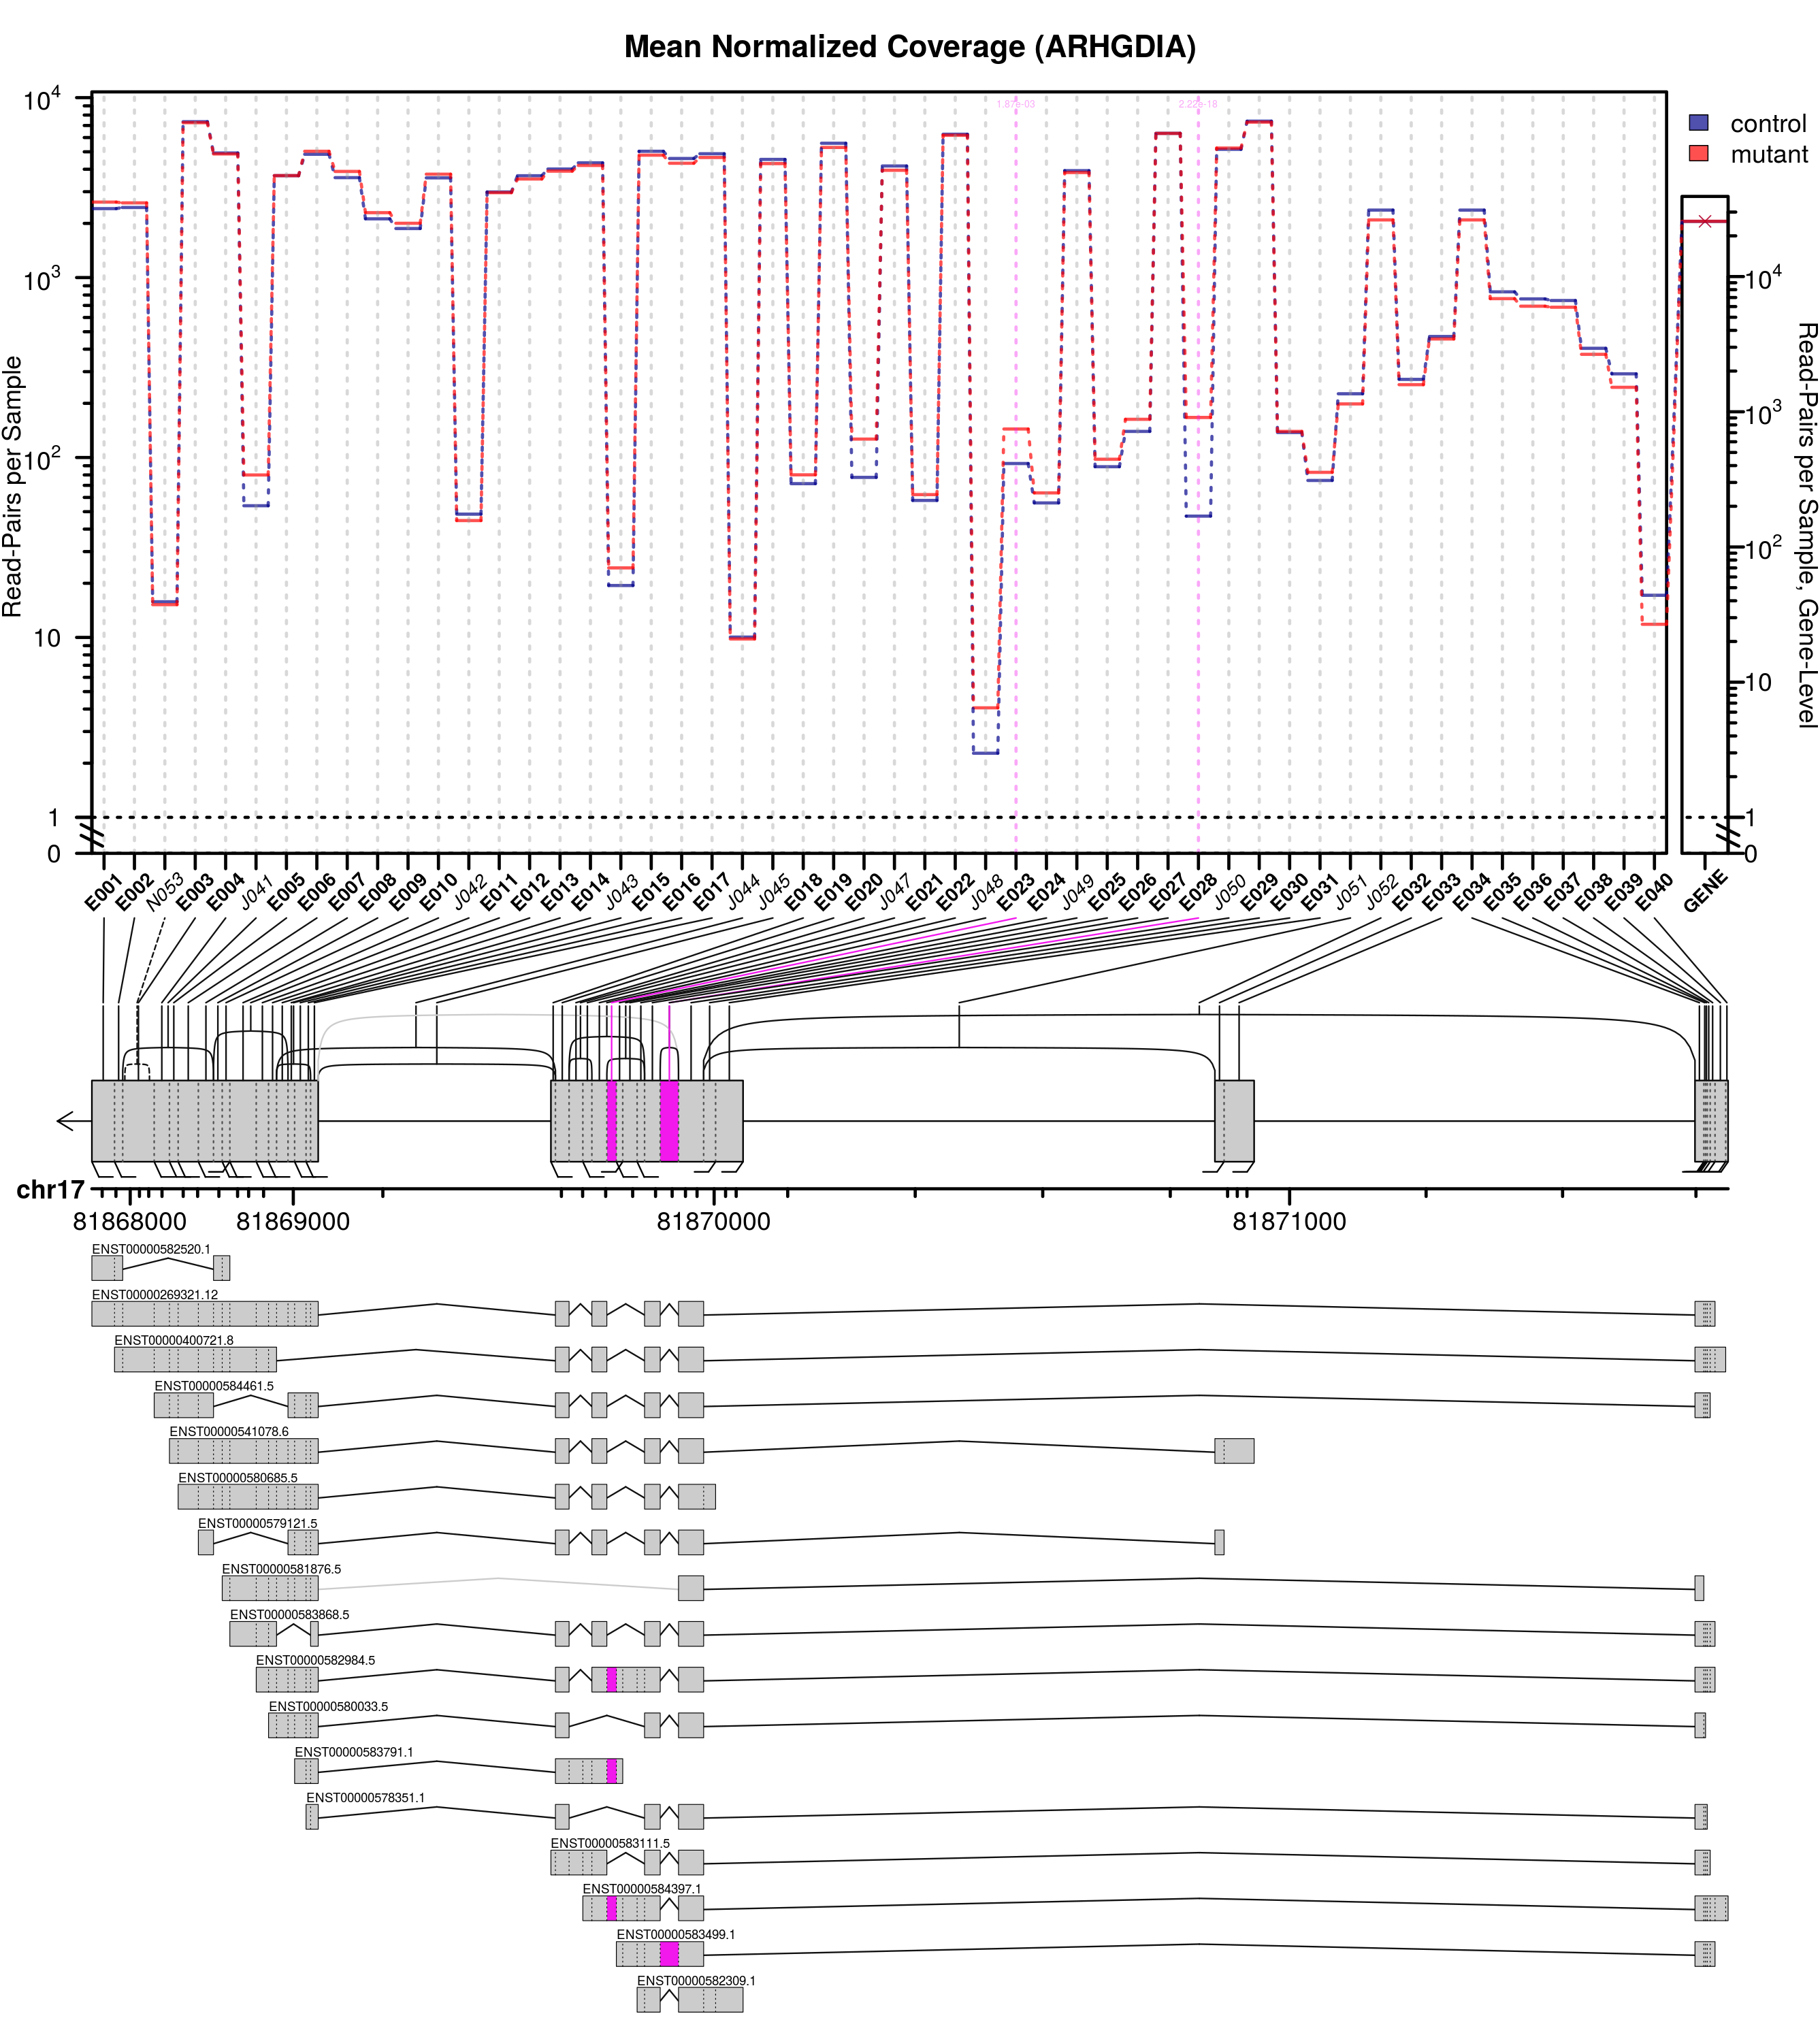 Mean Normalized Coverage (ARHGDIA)
10^4
10^3
10^2
10
1
0
Read-Pairs per Sample
1.87e-03
2.22e-18
control
mutant
10^4
10^3
10^2
10
1
0
Read-Pairs per Sample, Gene-Level
E001 E002 N053 E003 E004 J041 E005 E006 E007 E008 E009 E010 J042 E011 E012 E013 E014 J043 E015 E016 E017 J044 J045 E018 E019 E020 J047 E021 E022 J048 E023 E024 J049 E025 E026 E027 E028 J050 E029 E030 E031 J051 J052 E032 E033 E034 E035 E036 E037 E038 E039 E040 GENE
chr17
81868000 81869000 81870000 81871000
ENST00000582520.1
ENST00000269321.12
ENST00000400721.8
ENST00000584461.5
ENST00000541078.6
ENST00000580685.5
ENST00000579121.5
ENST00000581876.5
ENST00000583868.5
ENST00000582984.5
ENST00000580033.5
ENST00000583791.1
ENST00000578351.1
ENST00000583111.5
ENST00000584397.1
ENST00000583499.1
ENST00000582309.1